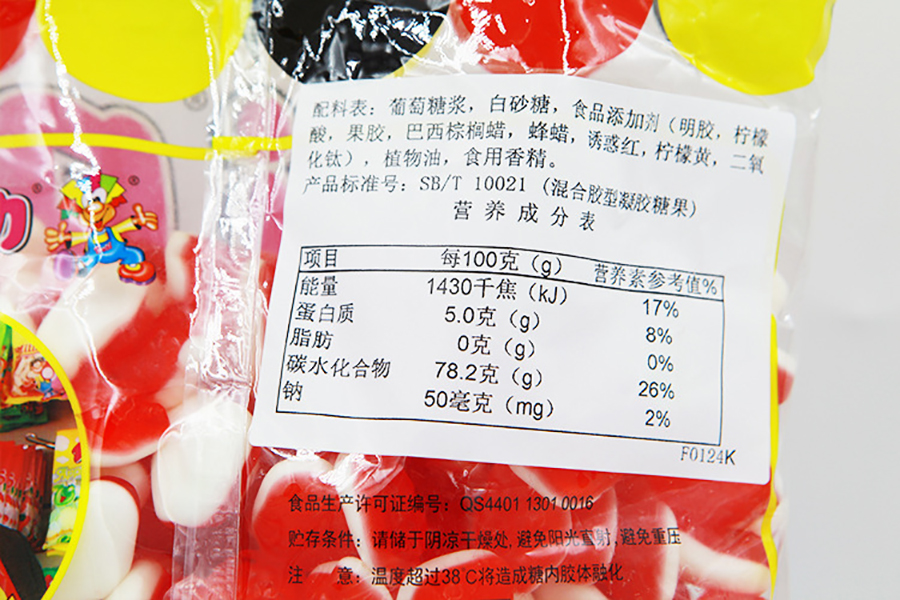 配料表：葡萄糖浆，白砂糖，食品添加剂（明胶，柠檬
酸，果胶，巴西棕榈蜡，蜂蜡，诱惑红，柠檬黄，二氧
化钛），植物油，食用香精。
产品标准号：SB/T 10021 (混合胶型凝胶糖果)
营养成分表
项目 每100克（g） 营养素参考值%
能量 1430千焦（kJ） 17%
蛋白质 5.0克（g） 8%
脂肪 0克（g） 0%
碳水化合物 78.2克（g） 26%
钠 50毫克（mg） 2%
F0124K
食品生产许可证编号：QS4401 1301 0016
贮存条件：请储于阴凉干燥处,避免阳光直射,避免重压
注 意：温度超过38℃将造成糖内胶体融化